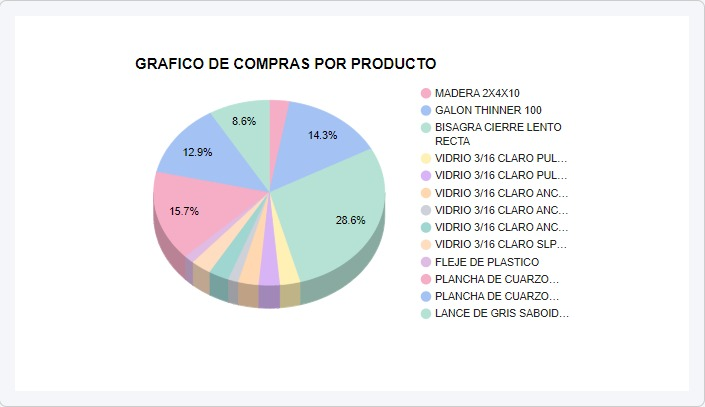 GRAFICO DE COMPRAS POR PRODUCTO
8.6%
14.3%
12.9%
15.7%
28.6%
MADERA 2X4X10
GALON THINNER 100
BISAGRA CIERRE LENTO
RECTA
VIDRIO 3/16 CLARO PUL...
VIDRIO 3/16 CLARO PUL...
VIDRIO 3/16 CLARO ANC...
VIDRIO 3/16 CLARO ANC...
VIDRIO 3/16 CLARO ANC...
VIDRIO 3/16 CLARO SLP...
FLEJE DE PLASTICO
PLANCHA DE CUARZO...
PLANCHA DE CUARZO...
LANCE DE GRIS SABOID...